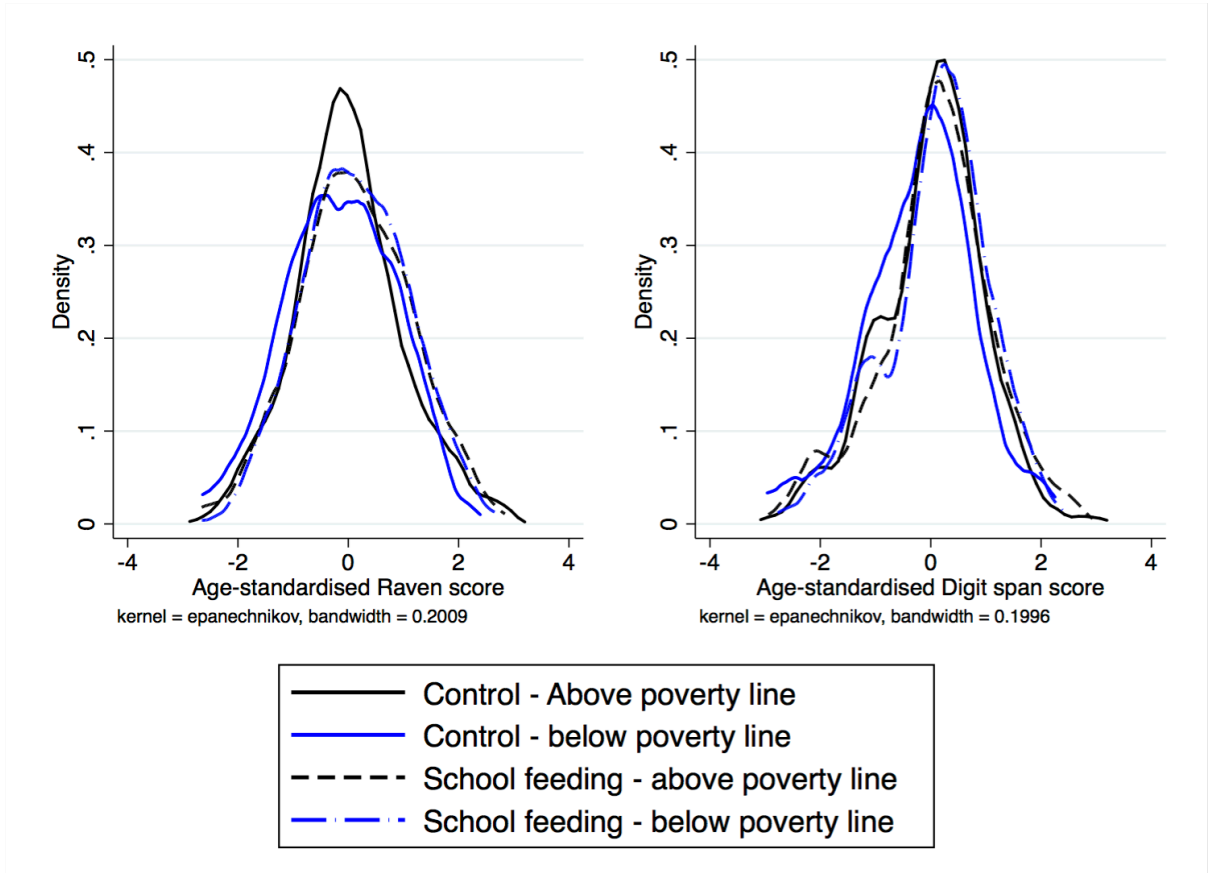 .5
.4
.3
.2
.1
0
Density
-4 -2 0 2 4
Age-standardised Raven score
kernel = epanechnikov, bandwidth = 0.2009
.5
.4
.3
.2
.1
0
Density
-4 -2 0 2 4
Age-standardised Digit span score
kernel = epanechnikov, bandwidth = 0.1996
Control - Above poverty line
Control - below poverty line
School feeding - above poverty line
School feeding - below poverty line